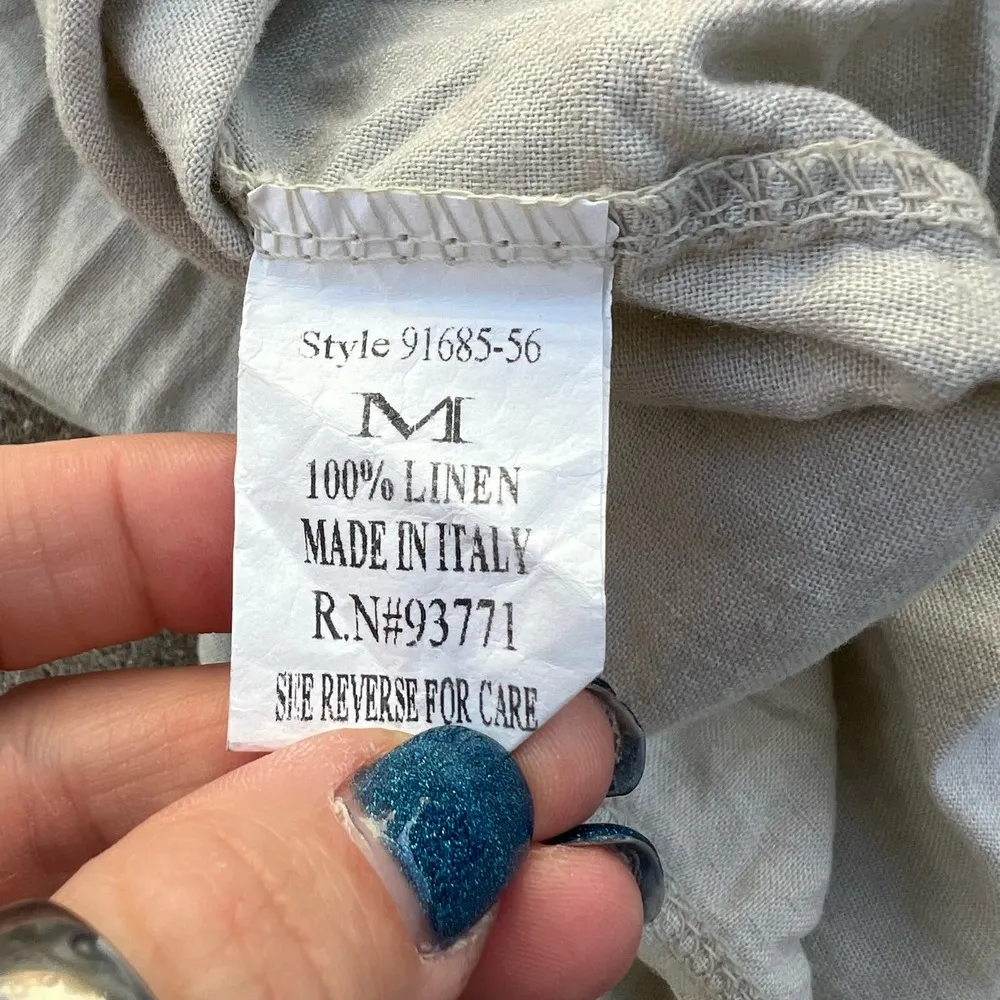 Style 91685-56
M
100% LINEN
MADE IN ITALY
R.N#93771
SEE REVERSE FOR CARE